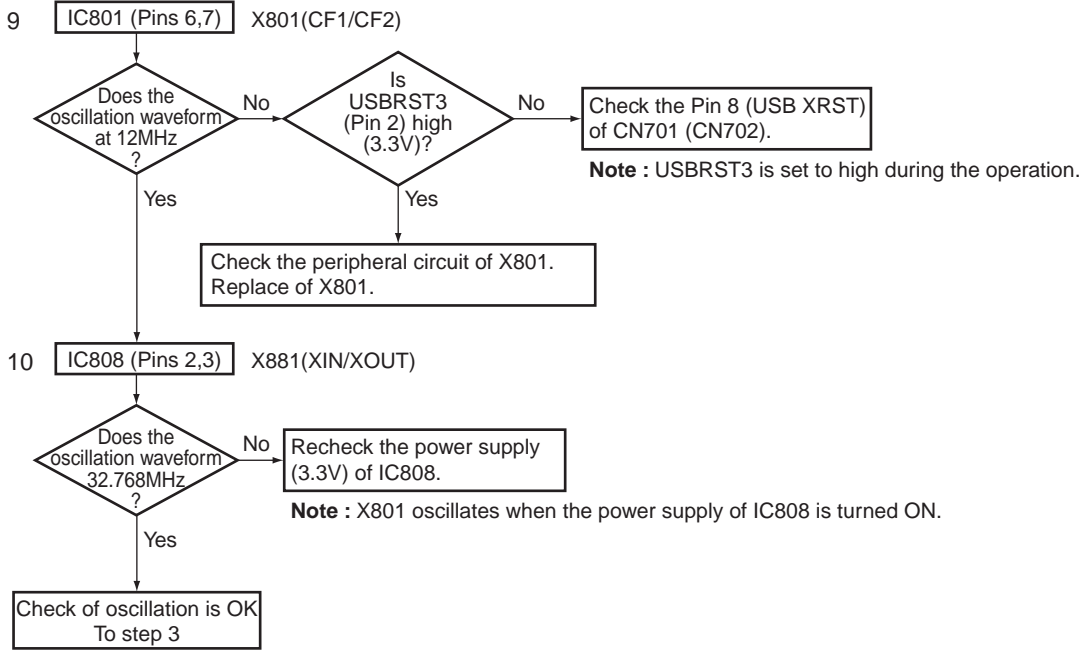 9 IC801 (Pins 6,7) X801(CF1/CF2)
Does the
oscillation waveform
at 12MHz
?
No
Is
USBRST3
(Pin 2) high
(3.3V)?
No
Check the Pin 8 (USB XRST)
of CN701 (CN702).
Note : USBRST3 is set to high during the operation.
Yes
Yes
Check the peripheral circuit of X801.
Replace of X801.
10 IC808 (Pins 2,3) X881(XIN/XOUT)
Does the
oscillation waveform
32.768MHz
?
No
Recheck the power supply
(3.3V) of IC808.
Note : X801 oscillates when the power supply of IC808 is turned ON.
Yes
Check of oscillation is OK
To step 3